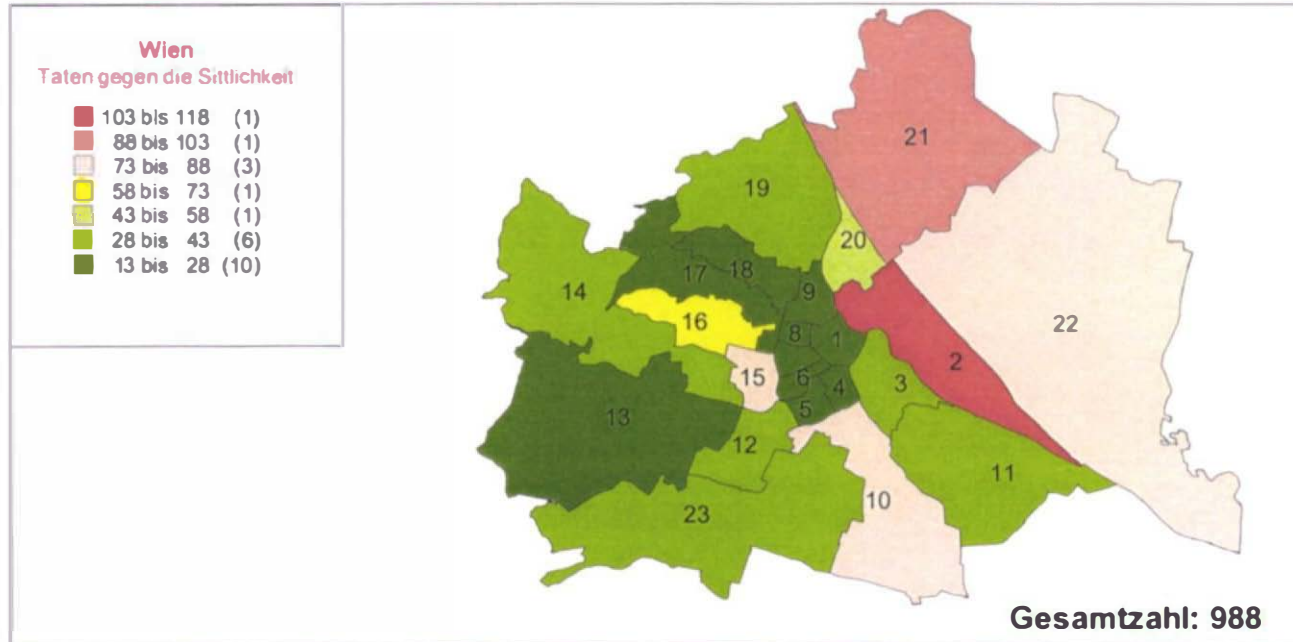 Wien
Taten gegen die Sittlichkeit
103 bis 118 (1)
88 bis 103 (1)
73 bis 88 (3)
58 bis 73 (1)
43 bis 58 (1)
28 bis 43 (6)
13 bis 28 (10)
21
19
20
18
17
9
14
16
8
1
22
2
15
6
3
4
5
13
12
11
10
23
Gesamtzahl: 988